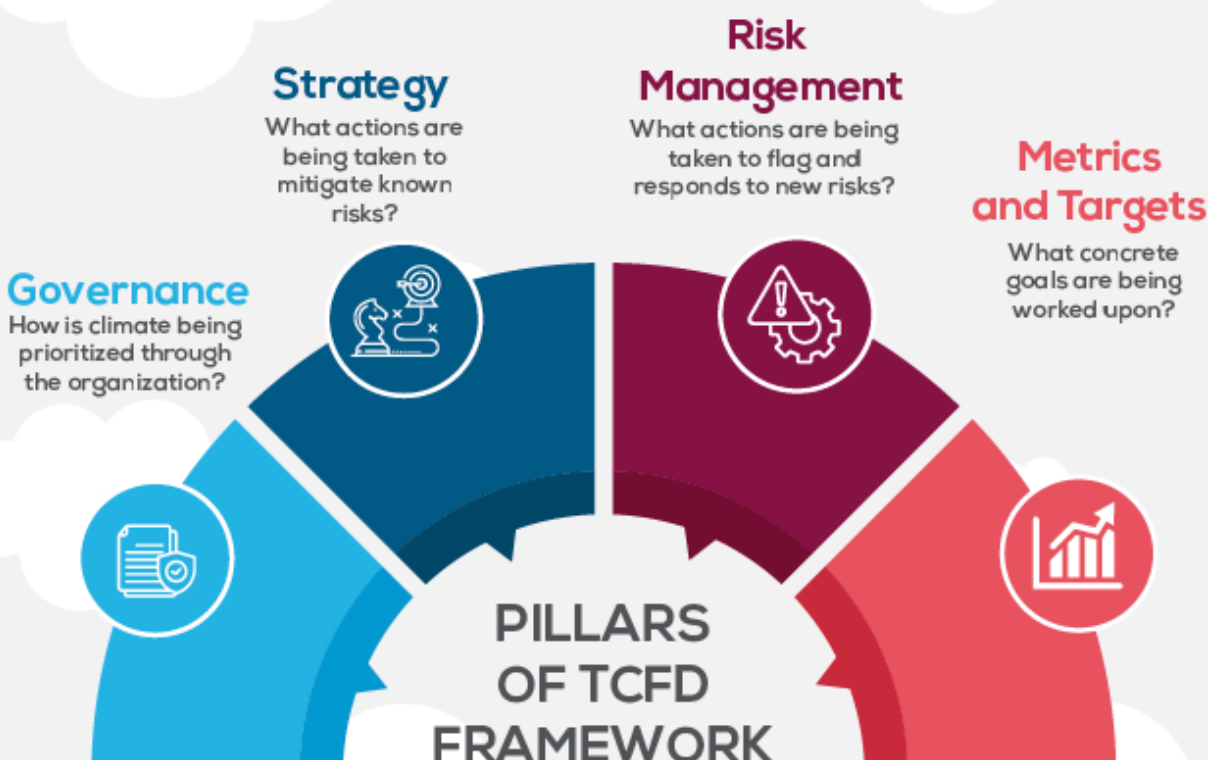 Governance
How is climate being
prioritized through
the organization?
Strategy
What actions are
being taken to
mitigate known
risks?
Risk
Management
What actions are being
taken to flag and
responds to new risks?
Metrics
and Targets
What concrete
goals are being
worked upon?
PILLARS
OF TCFD
FRAMEWORK